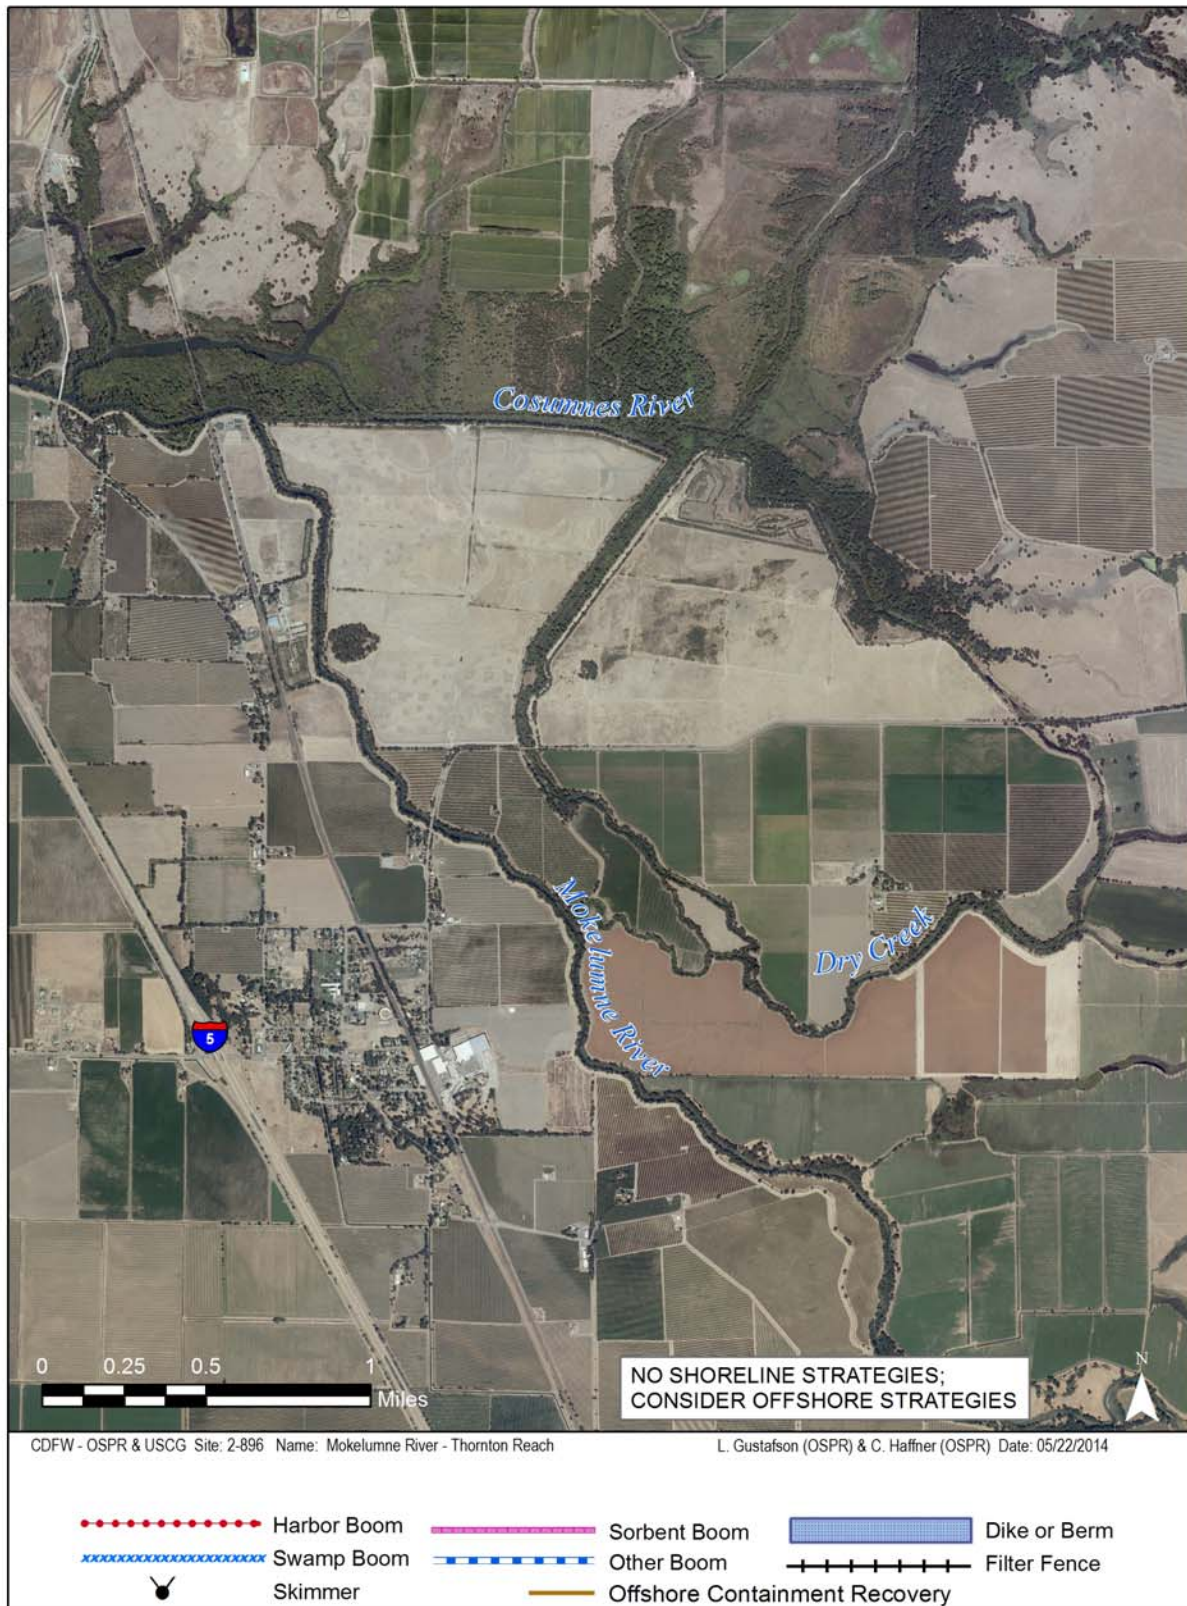 Cosumnes River
Mokelumne River
Dry Creek
5
0 0.25 0.5 1
Miles
NO SHORELINE STRATEGIES;
CONSIDER OFFSHORE STRATEGIES
N
CDFW - OSPR & USCG Site: 2-896 Name: Mokelumne River - Thornton Reach L. Gustafson (OSPR) & C. Haffner (OSPR) Date: 05/22/2014
Harbor Boom Sorbent Boom Dike or Berm
Swamp Boom Other Boom Filter Fence
Skimmer Offshore Containment Recovery